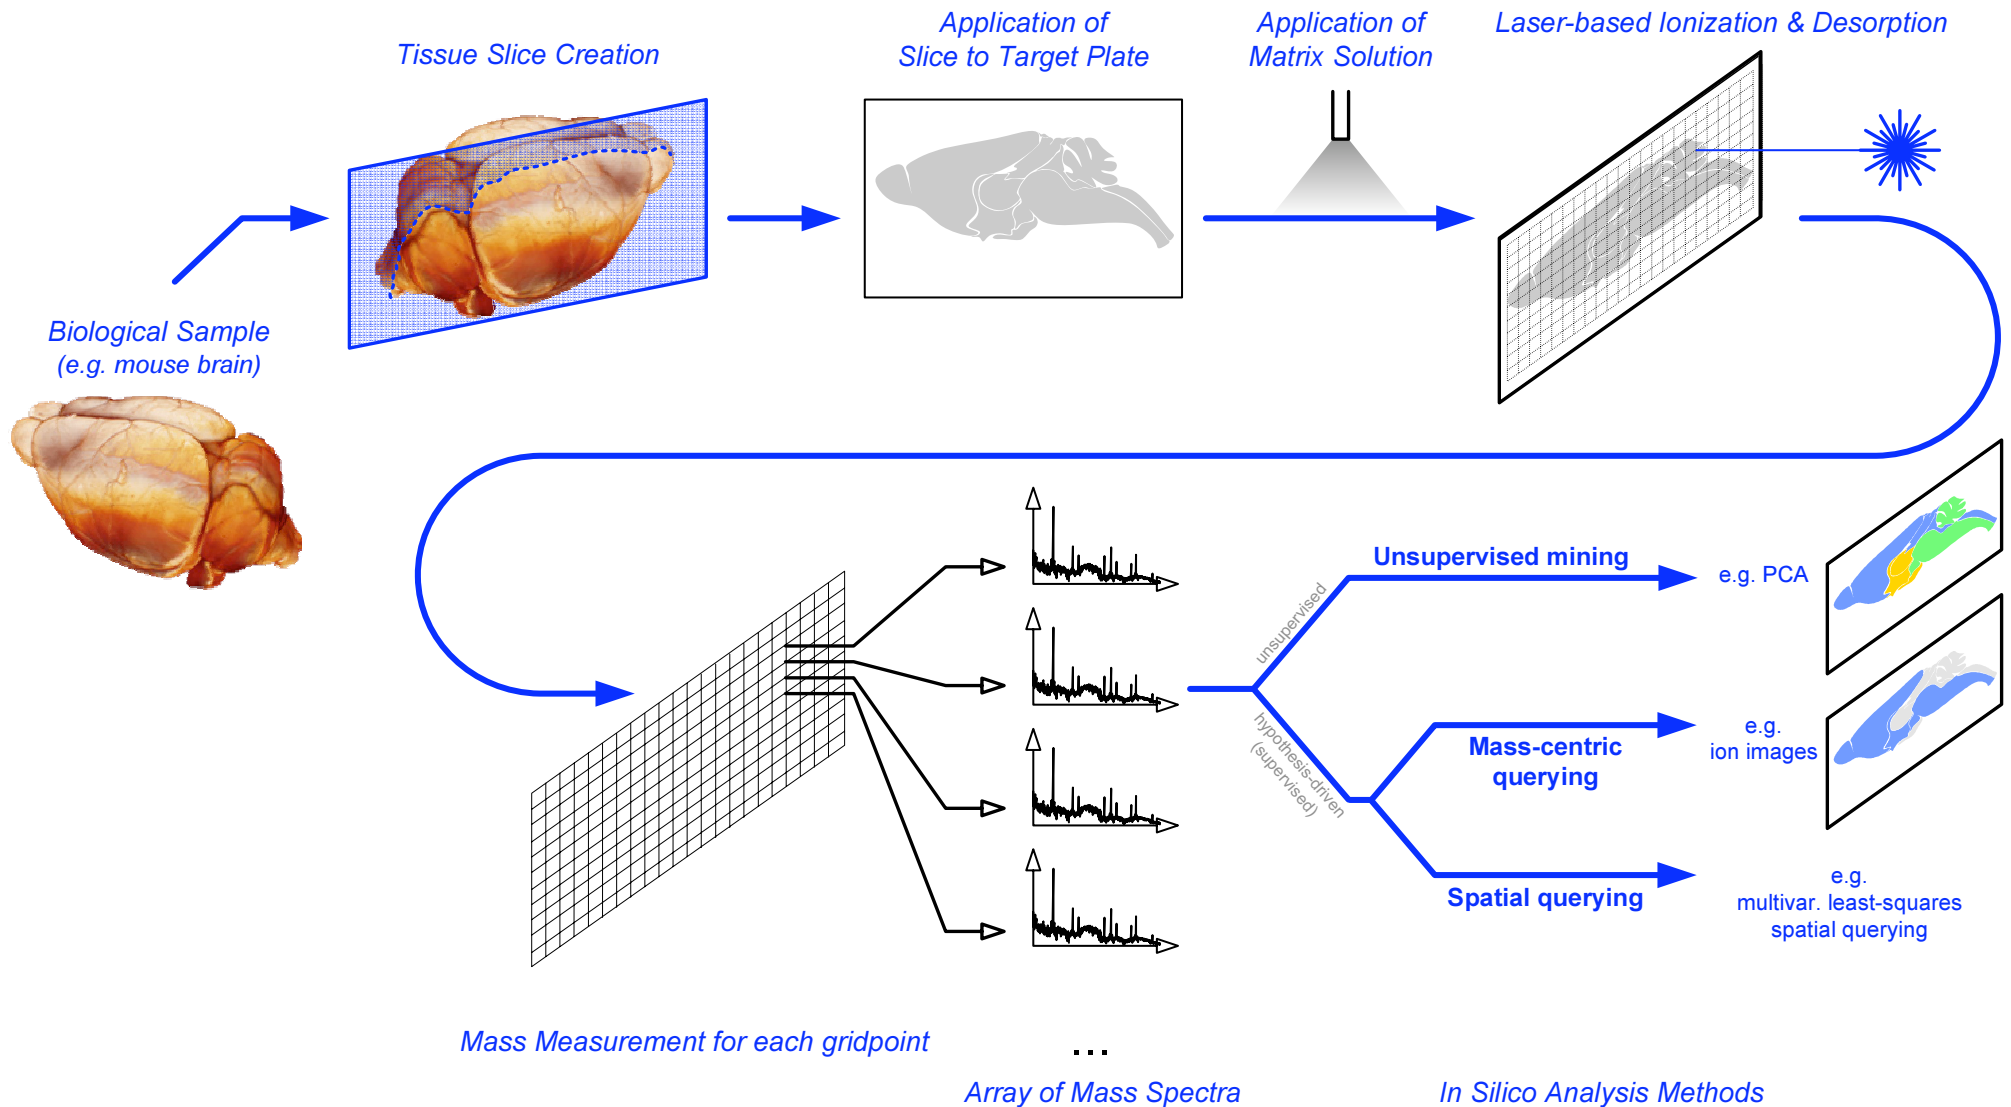 Tissue Slice Creation
Application of
Slice to Target Plate
Application of
Matrix Solution
Laser-based Ionization & Desorption
Biological Sample
(e.g. mouse brain)
Unsupervised mining
e.g. PCA
unsupervised
hypothesis-driven
(supervised)
Mass-centric
querying
e.g.
ion images
Spatial querying
e.g.
multivar. least-squares
spatial querying
Mass Measurement for each gridpoint
...
Array of Mass Spectra
In Silico Analysis Methods